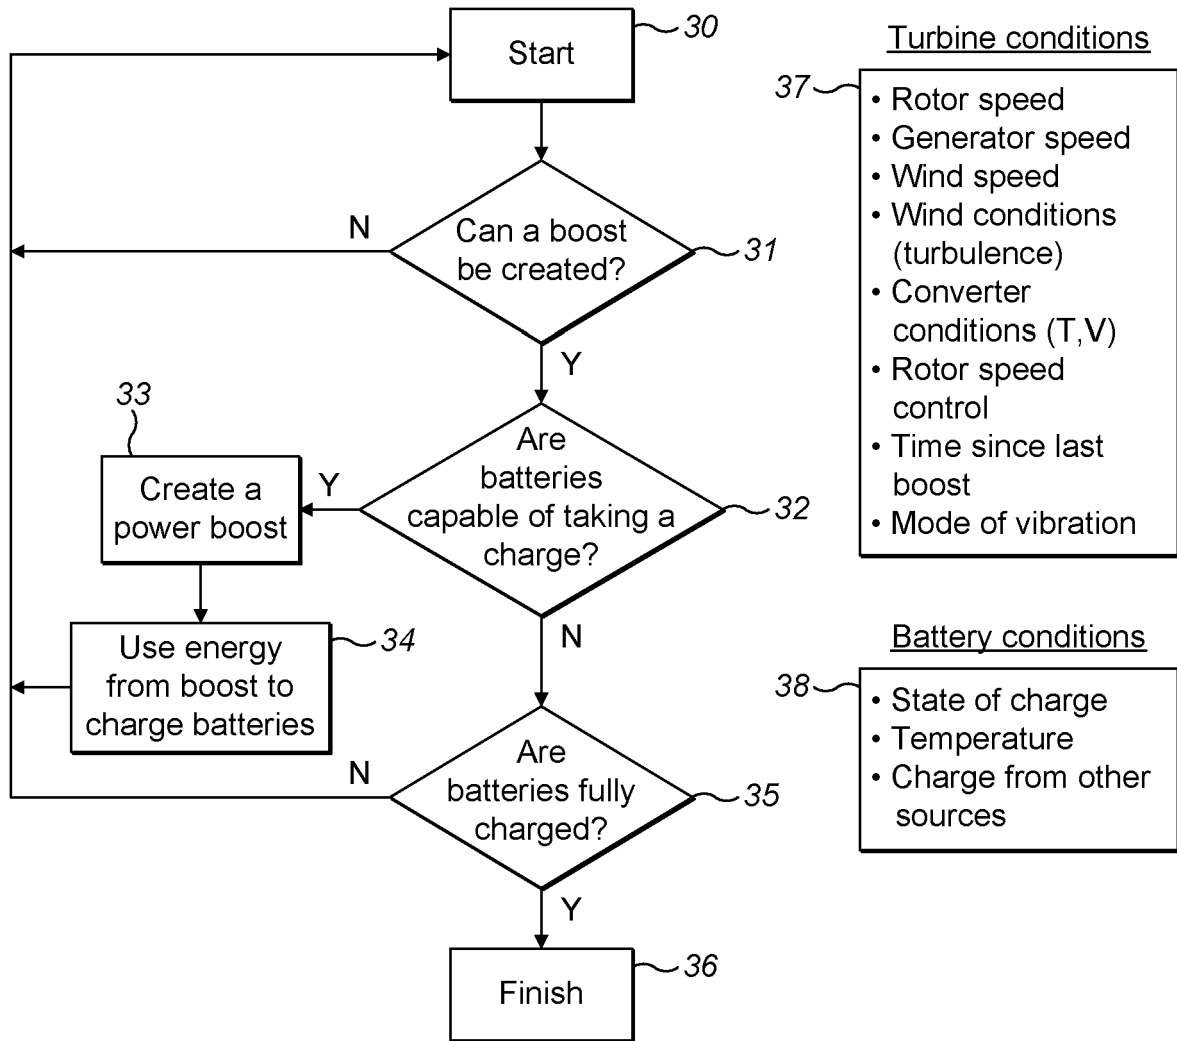 Start
30
Can a boost
be created?
31
N
Y
Are
batteries
capable of taking a
charge?
32
Y
N
33
Create a
power boost
Use energy
from boost to
charge batteries
34
Are
batteries fully
charged?
35
N
Y
Finish
36
Turbine conditions
37
• Rotor speed
• Generator speed
• Wind speed
• Wind conditions
(turbulence)
• Converter
conditions (T,V)
• Rotor speed
control
• Time since last
boost
• Mode of vibration
Battery conditions
38
• State of charge
• Temperature
• Charge from other
sources